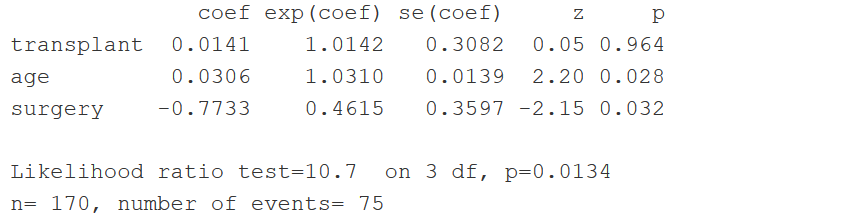 coef exp(coef) se(coef) z p
transplant 0.0141 1.0142 0.3082 0.05 0.964
age 0.0306 1.0310 0.0139 2.20 0.028
surgery -0.7733 0.4615 0.3597 -2.15 0.032
Likelihood ratio test=10.7 on 3 df, p=0.0134
n= 170, number of events= 75